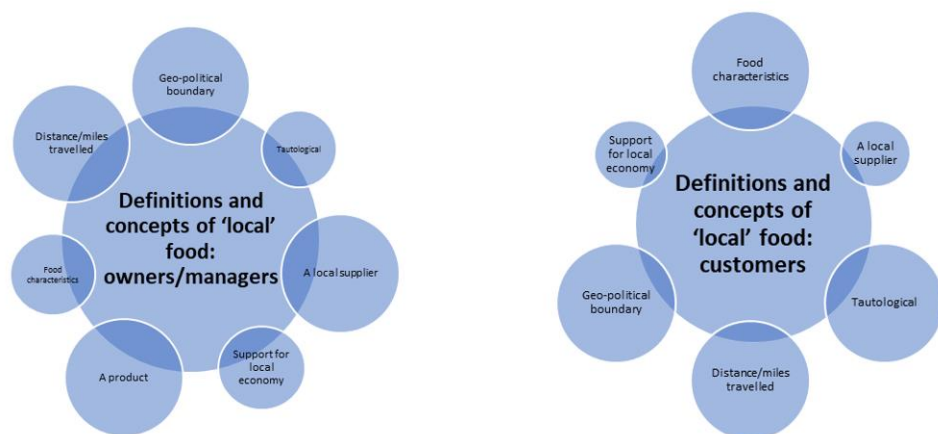 Geo-political
boundary
Distance/miles
travelled
Tautological
Definitions and
concepts of ‘local’
food:
owners/managers
Food
characteristics
A local supplier
A product
Support for
local
economy
Food
characteristics
Support
for local
economy
A local
supplier
Definitions and
concepts of
‘local’ food:
customers
Geo-political
boundary
Tautological
Distance/miles
travelled